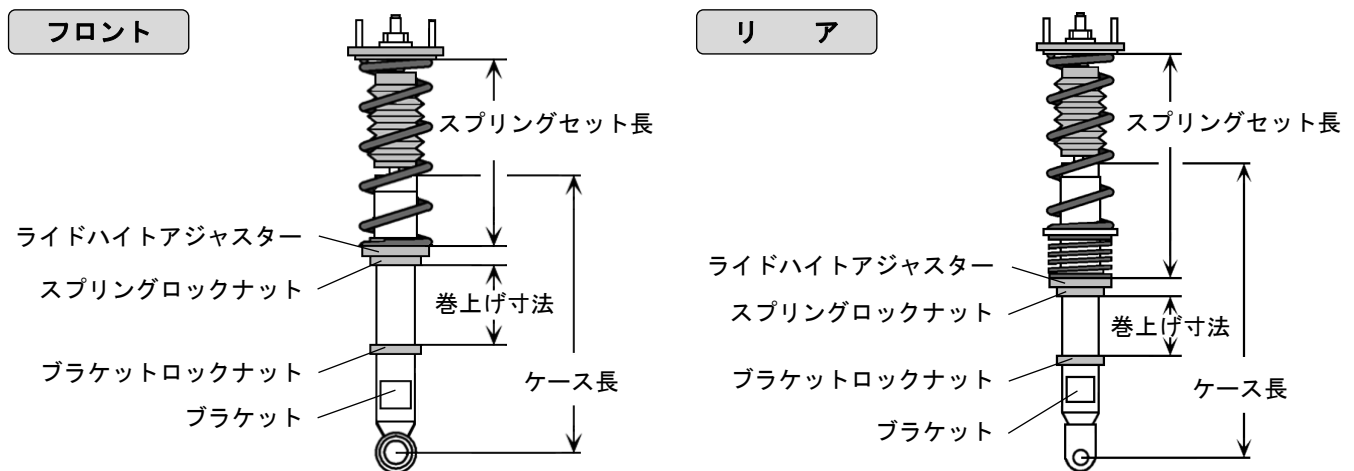 フロント
スプリングセット長
ライドハイトアジャスター
スプリングロックナット
巻上げ寸法
ブラケットロックナット
ケース長
ブラケット
リ　ア
スプリングセット長
ライドハイトアジャスター
スプリングロックナット
巻上げ寸法
ブラケットロックナット
ケース長
ブラケット